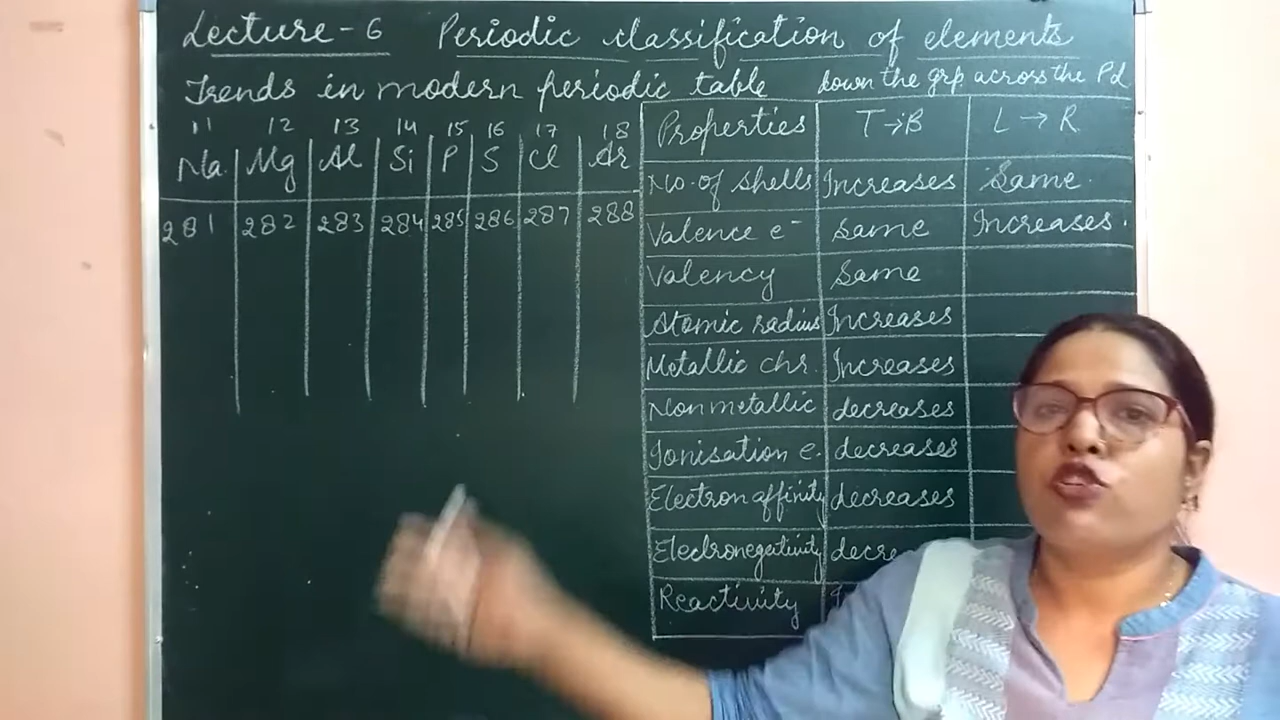 Lecture-6 Periodic classification of elements
Trends in modern periodic table down the grp across the Pd
11 12 13 14 15 16 17 18
Na Mg Al Si P S Cl Ar
281 282 283 284 285 286 287 288
Properties T→B L→R
No. of shells Increases Same
Valence e⁻ Same Increases
Valency Same
Atomic radius Increases
Metallic chr. Increases
Nonmetallic decreases
Ionisation e. decreases
Electron affinity decreases
Electronegativity decre
Reactivity